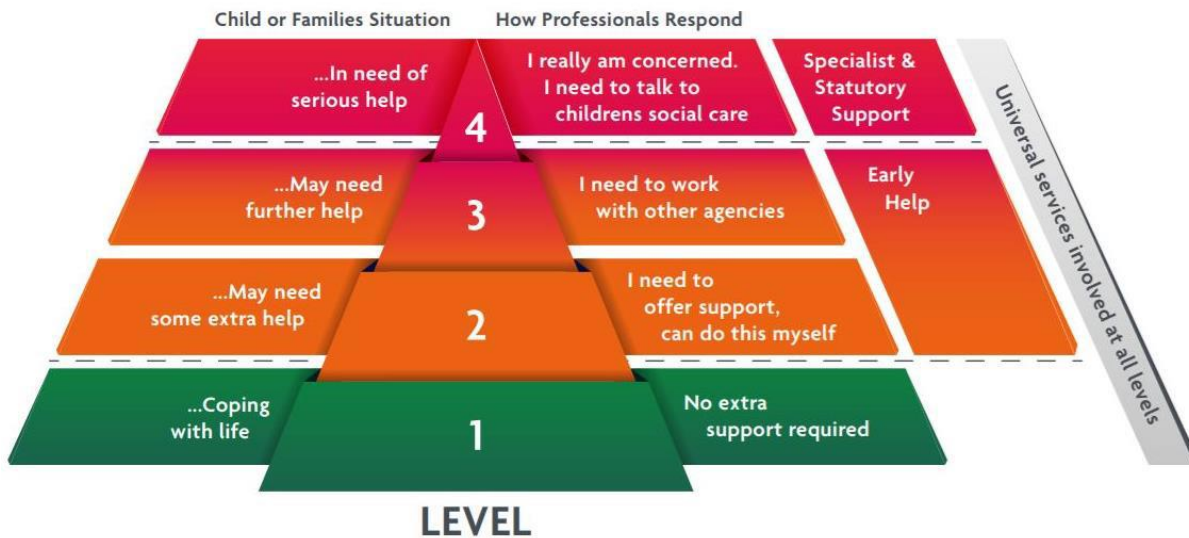 Child or Families Situation
How Professionals Respond
...In need of
serious help
4
I really am concerned.
I need to talk to
childrens social care
Specialist &
Statutory
Support
...May need
further help
3
I need to work
with other agencies
Early
Help
...May need
some extra help
2
I need to
offer support,
can do this myself
...Coping
with life
1
No extra
support required
Universal services involved at all levels
LEVEL